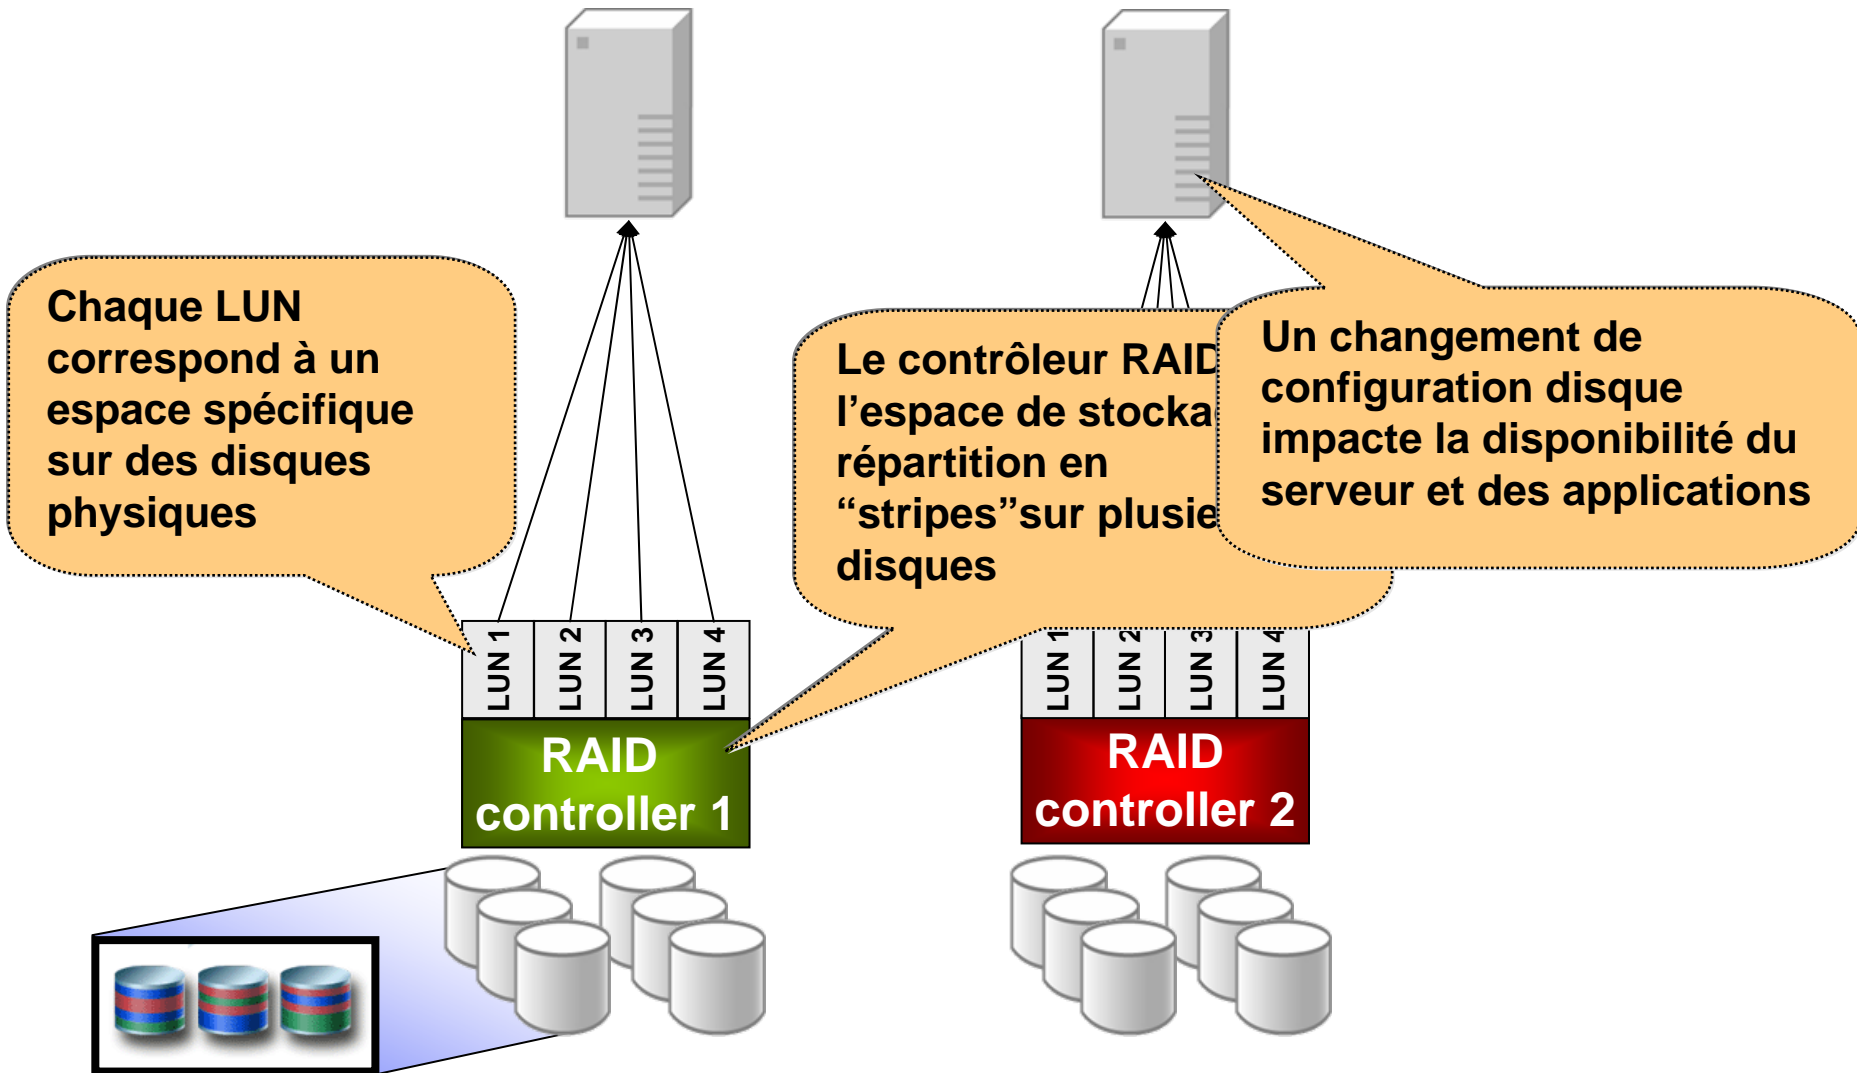 Chaque LUN
correspond à un
espace spécifique
sur des disques
physiques
Le contrôleur RAID
l’espace de
répartition en
“stripes”sur
disques
Un changement de
configuration disque
impacte la disponibilité du
serveur et des applications
LUN 1
LUN 2
LUN 3
LUN 4
LUN 1
LUN 2
LUN 3
LUN 4
RAID
controller 1
RAID
controller 2